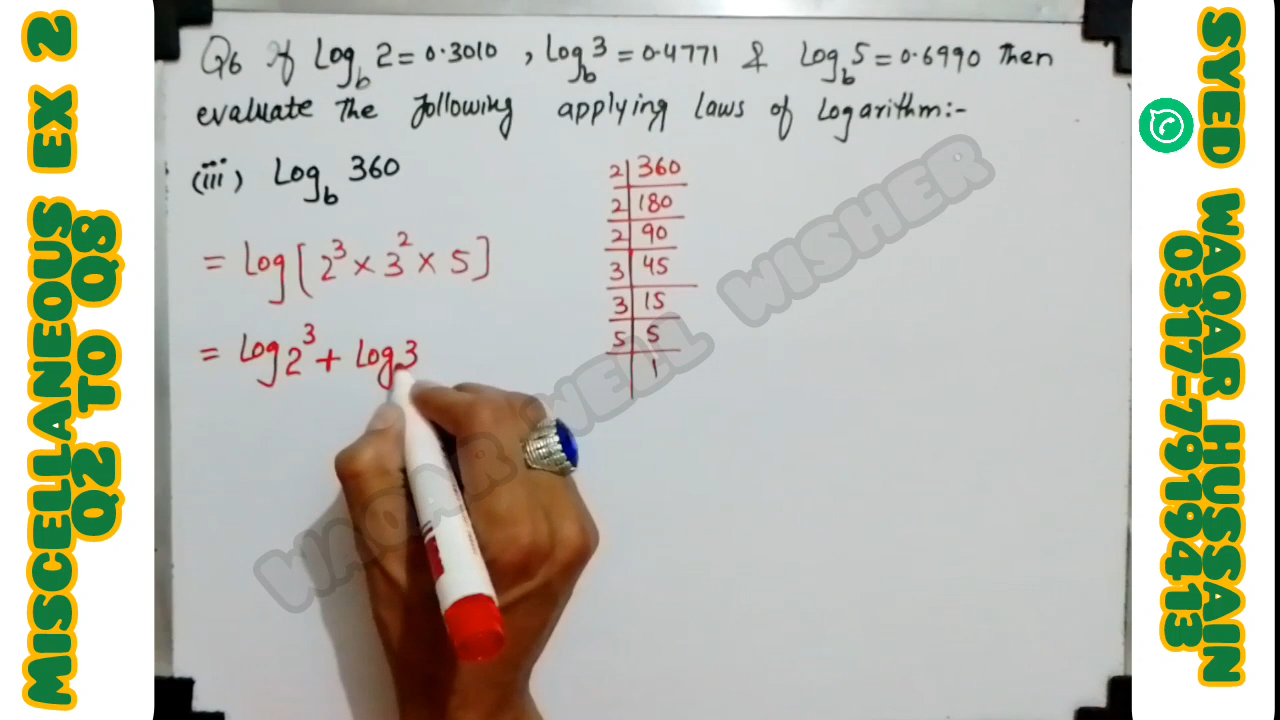 MISCELLANEOUS EX 2
Q2 TO Q8
Q6 If Log_b 2 = 0.3010 , Log_b 3 = 0.4771 & Log_b 5 = 0.6990 Then
evaluate The following applying laws of Logarithm:-
(iii) Log_b 360
= Log[2³ × 3² × 5]
= Log 2³ + Log 3
2 | 360
2 | 180
2 | 90
3 | 45
3 | 15
5 | 5
1
WAQAR WELL WISHER
SYED WAQAR HUSSAIN
0317-7919413